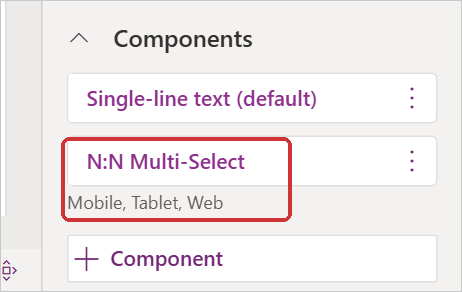 Components
Single-line text (default)
N:N Multi-Select
Mobile, Tablet, Web
Component